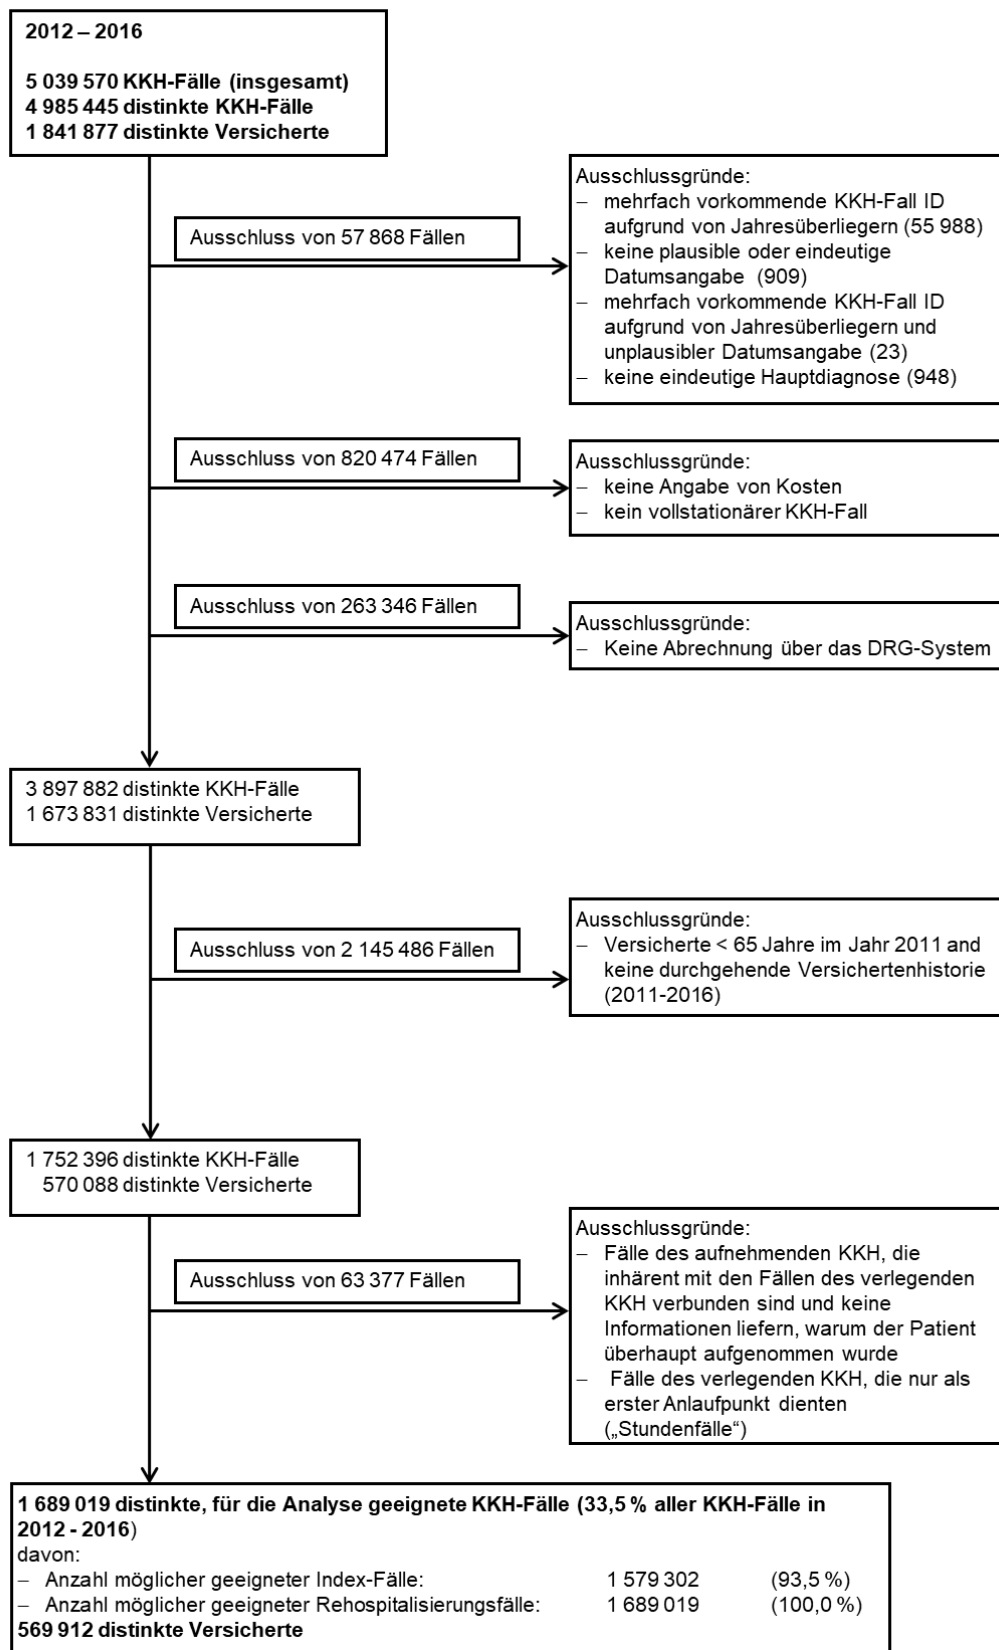 2012 – 2016
5 039 570 KKH-Fälle (insgesamt)
4 985 445 distinkte KKH-Fälle
1 841 877 distinkte Versicherte
Ausschluss von 57 868 Fällen
Ausschlussgründe:
– mehrfach vorkommende KKH-Fall ID
aufgrund von Jahresüberliegern (55 988)
– keine plausible oder eindeutige
Datumsangabe (909)
– mehrfach vorkommende KKH-Fall ID
aufgrund von Jahresüberliegern und
unplausibler Datumsangabe (23)
– keine eindeutige Hauptdiagnose (948)
Ausschluss von 820 474 Fällen
Ausschlussgründe:
– keine Angabe von Kosten
– kein vollstationärer KKH-Fall
Ausschluss von 263 346 Fällen
Ausschlussgründe:
– Keine Abrechnung über das DRG-System
3 897 882 distinkte KKH-Fälle
1 673 831 distinkte Versicherte
Ausschluss von 2 145 486 Fällen
Ausschlussgründe:
– Versicherte < 65 Jahre im Jahr 2011 and
keine durchgehende Versichertenhistorie
(2011-2016)
1 752 396 distinkte KKH-Fälle
570 088 distinkte Versicherte
Ausschluss von 63 377 Fällen
Ausschlussgründe:
– Fälle des aufnehmenden KKH, die
inhärent mit den Fällen des verlegenden
KKH verbunden sind und keine
Informationen liefern, warum der Patient
überhaupt aufgenommen wurde
– Fälle des verlegenden KKH, die nur als
erster Anlaufpunkt dienten
(„Stundenfälle“)
1 689 019 distinkte, für die Analyse geeignete KKH-Fälle (33,5 % aller KKH-Fälle in
2012 - 2016)
davon:
– Anzahl möglicher geeigneter Index-Fälle: 1 579 302 (93,5 %)
– Anzahl möglicher geeigneter Rehospitalisierungsfälle: 1 689 019 (100,0 %)
569 912 distinkte Versicherte